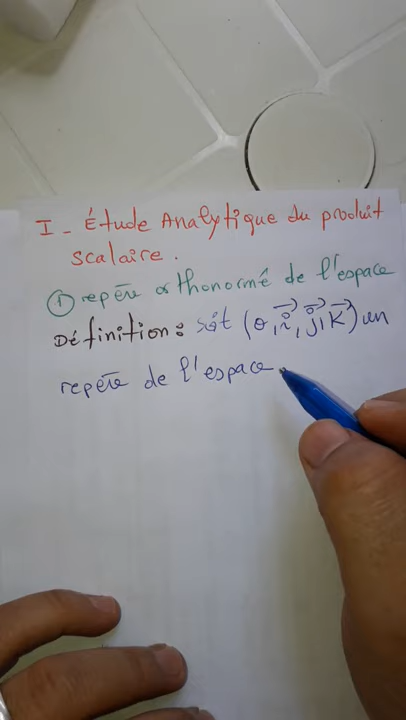 I - Étude Analytique du produit
scalaire.
① repère orthonormé de l'espace
Définition: soit (o, i⃗, j⃗, k⃗) un
repère de l'espace.